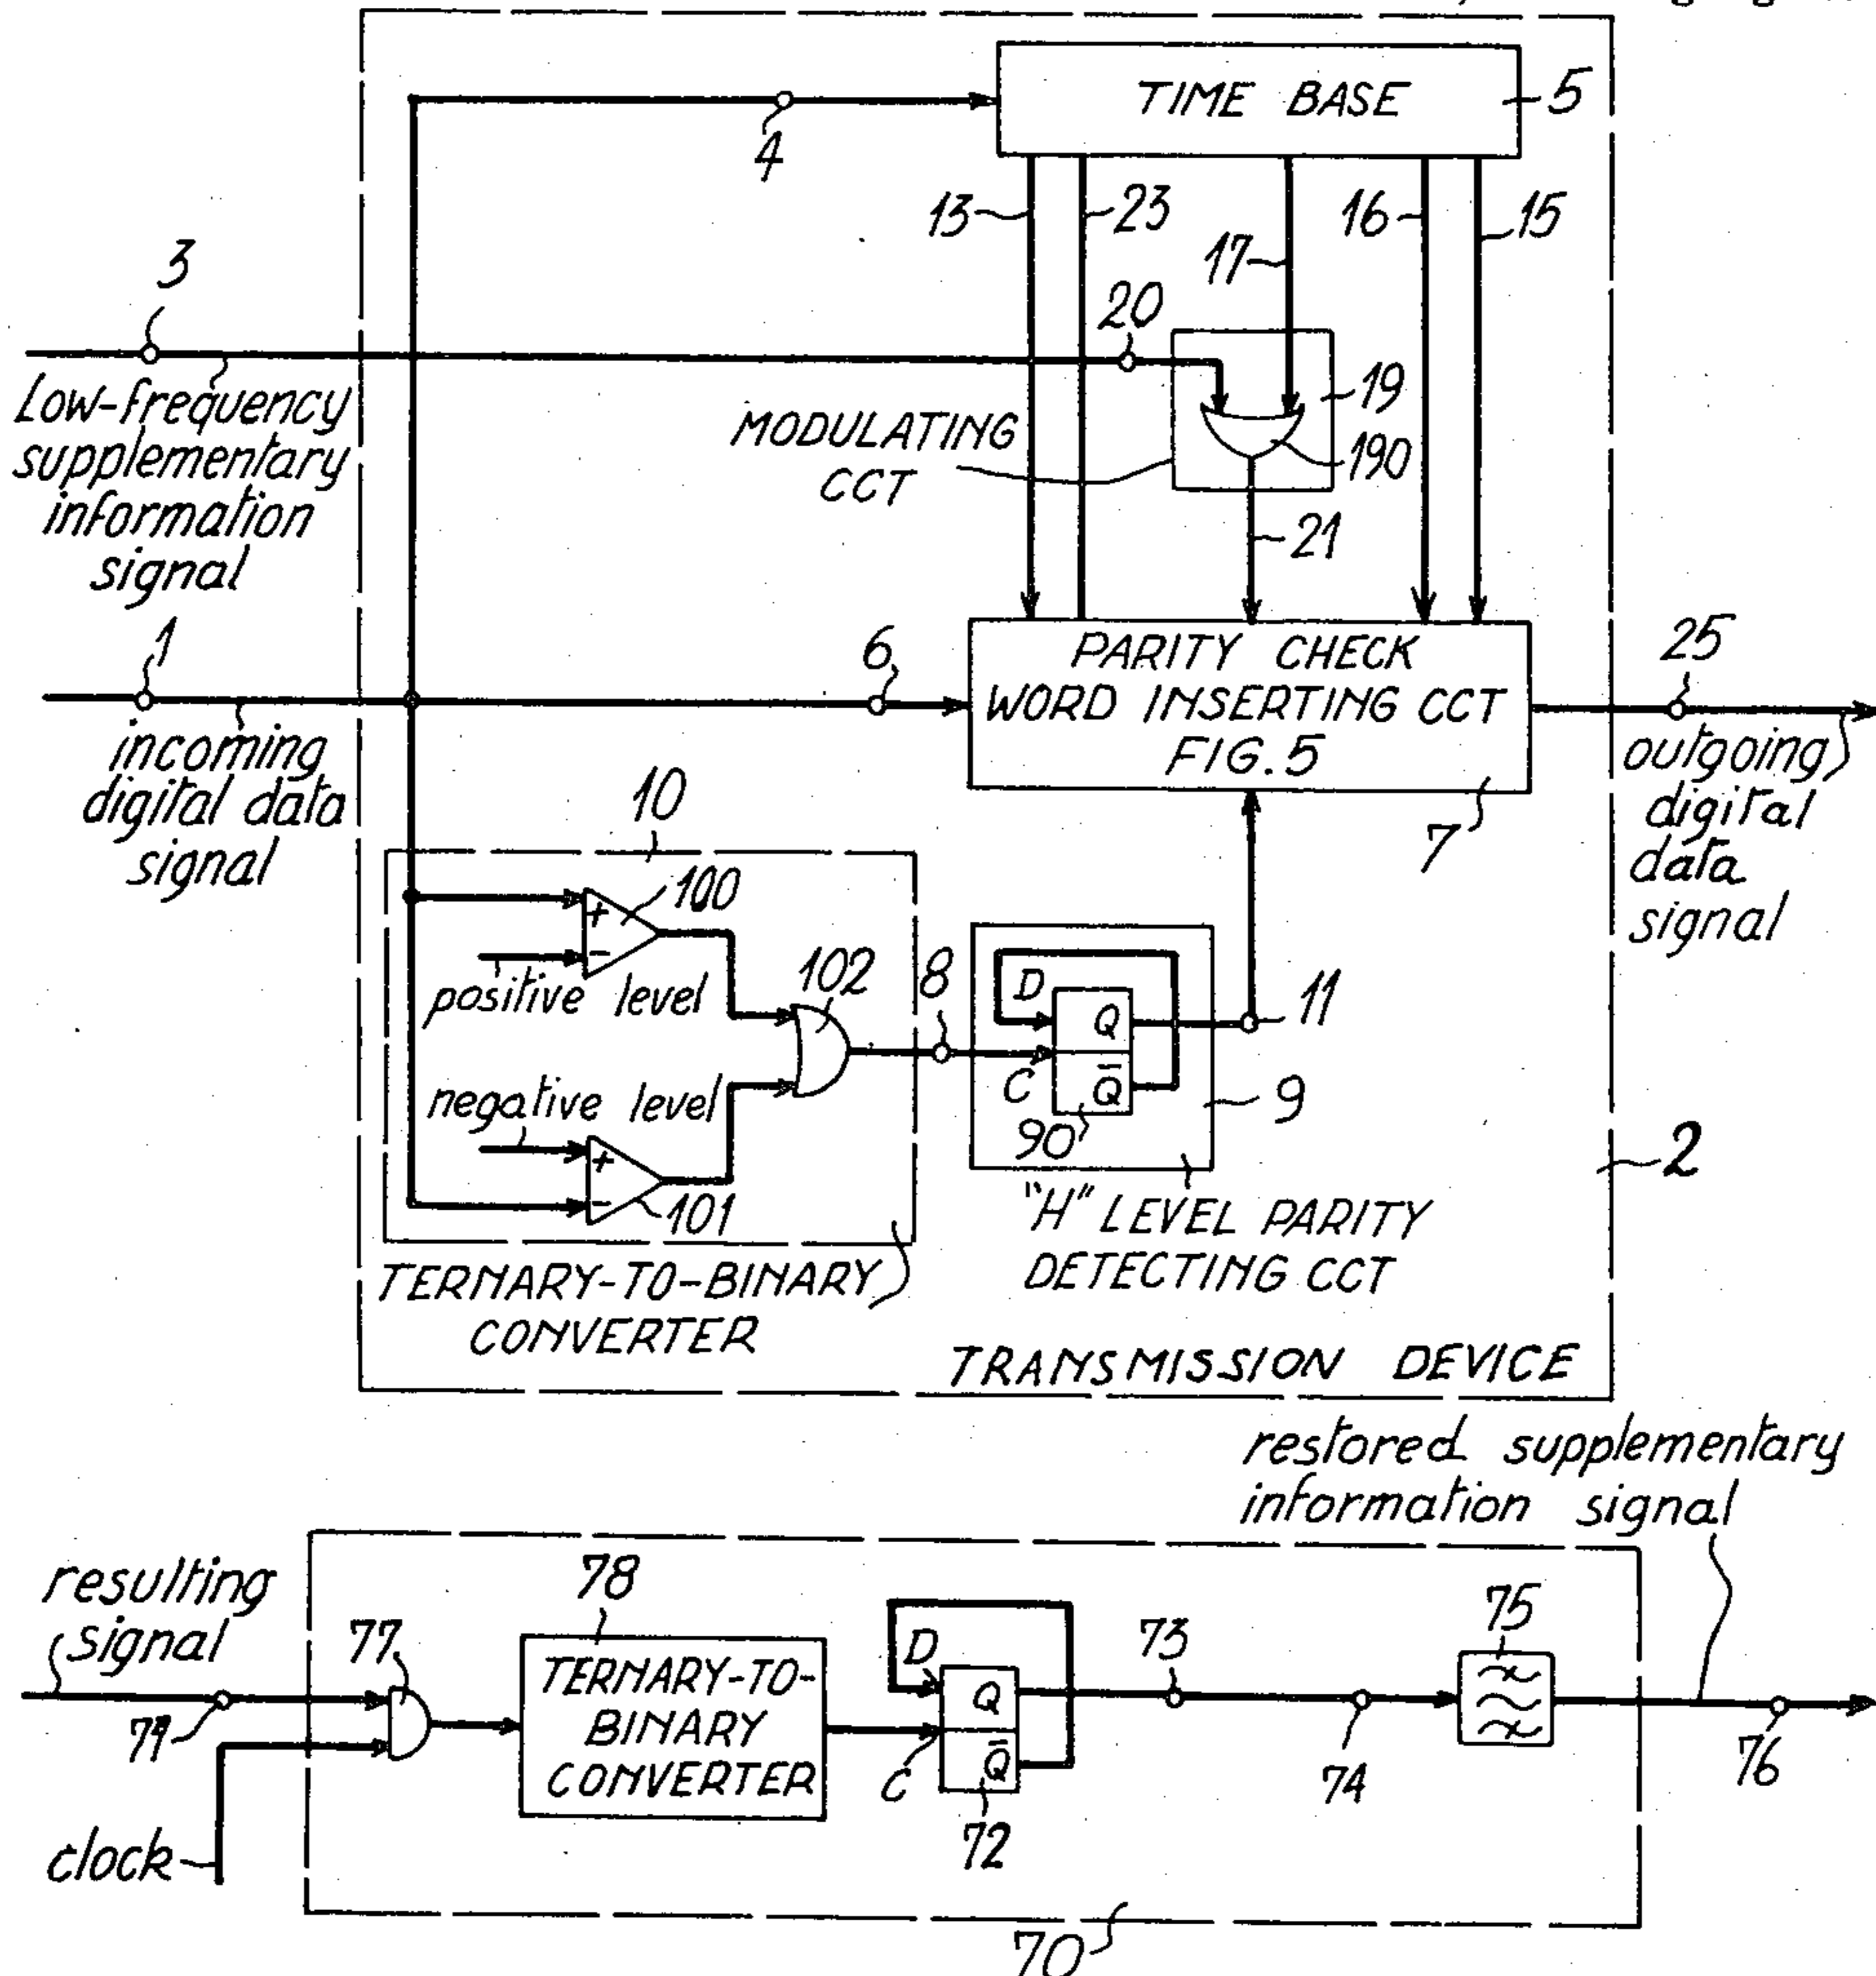 TIME BASE
5
4
13
23
16
15
17
3
20
Low-frequency
supplementary
information
signal
19
190
MODULATING
CCT
21
1
6
PARITY CHECK
WORD INSERTING CCT
FIG. 5
25
incoming
digital data
signal
outgoing
digital
data
signal
7
10
100
+
-
positive level
102
8
D
Q
11
C
Q̄
90
9
negative level
+
-
101
2
"H" LEVEL PARITY
DETECTING CCT
TERNARY-TO-BINARY
CONVERTER
TRANSMISSION DEVICE
restored supplementary
information signal
resulting
signal
77
78
TERNARY-TO-
BINARY
CONVERTER
D
Q
73
75
C
Q̄
72
74
76
clock
70